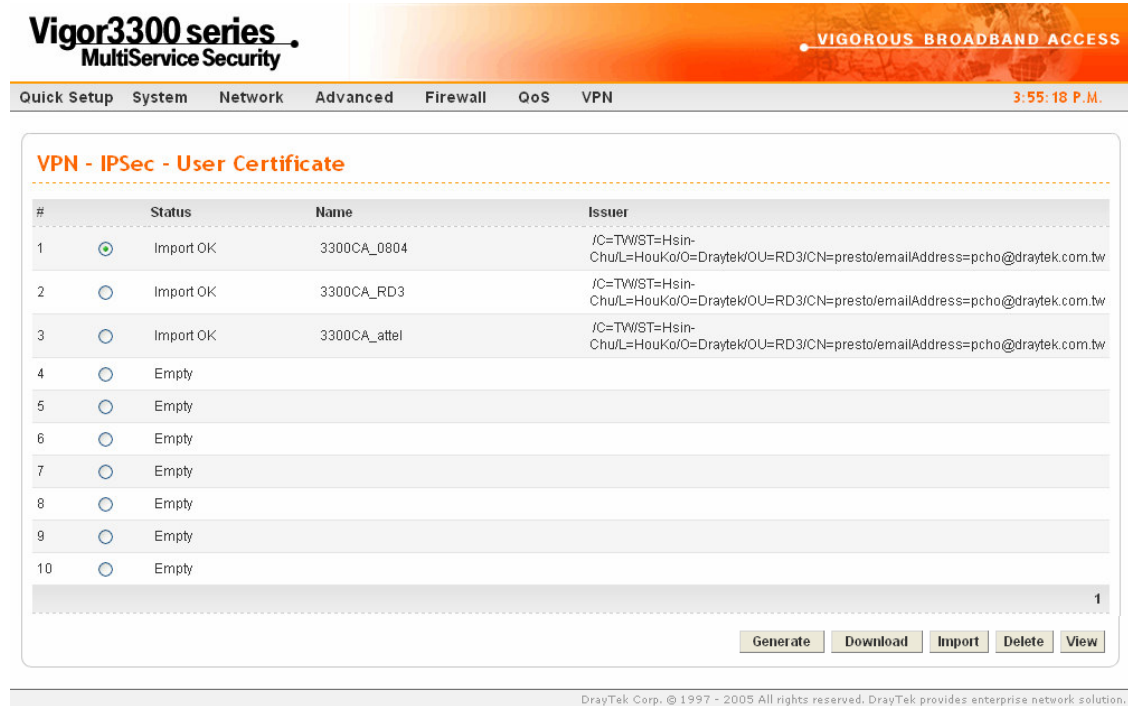 Vigor3300 series
MultiService Security
VIGOROUS BROADBAND ACCESS
Quick Setup System Network Advanced Firewall QoS VPN 3:55:18 P.M.
VPN - IPSec - User Certificate
# Status Name Issuer
1 Import OK 3300CA_0804 /C=TW/ST=Hsin-
Chu/L=HouKo/O=Draytek/OU=RD3/CN=presto/emailAddress=pcho@draytek.com.tw
2 Import OK 3300CA_RD3 /C=TW/ST=Hsin-
Chu/L=HouKo/O=Draytek/OU=RD3/CN=presto/emailAddress=pcho@draytek.com.tw
3 Import OK 3300CA_attel /C=TW/ST=Hsin-
Chu/L=HouKo/O=Draytek/OU=RD3/CN=presto/emailAddress=pcho@draytek.com.tw
4 Empty
5 Empty
6 Empty
7 Empty
8 Empty
9 Empty
10 Empty
1
Generate Download Import Delete View
DrayTek Corp. © 1997 - 2005 All rights reserved. DrayTek provides enterprise network solution.